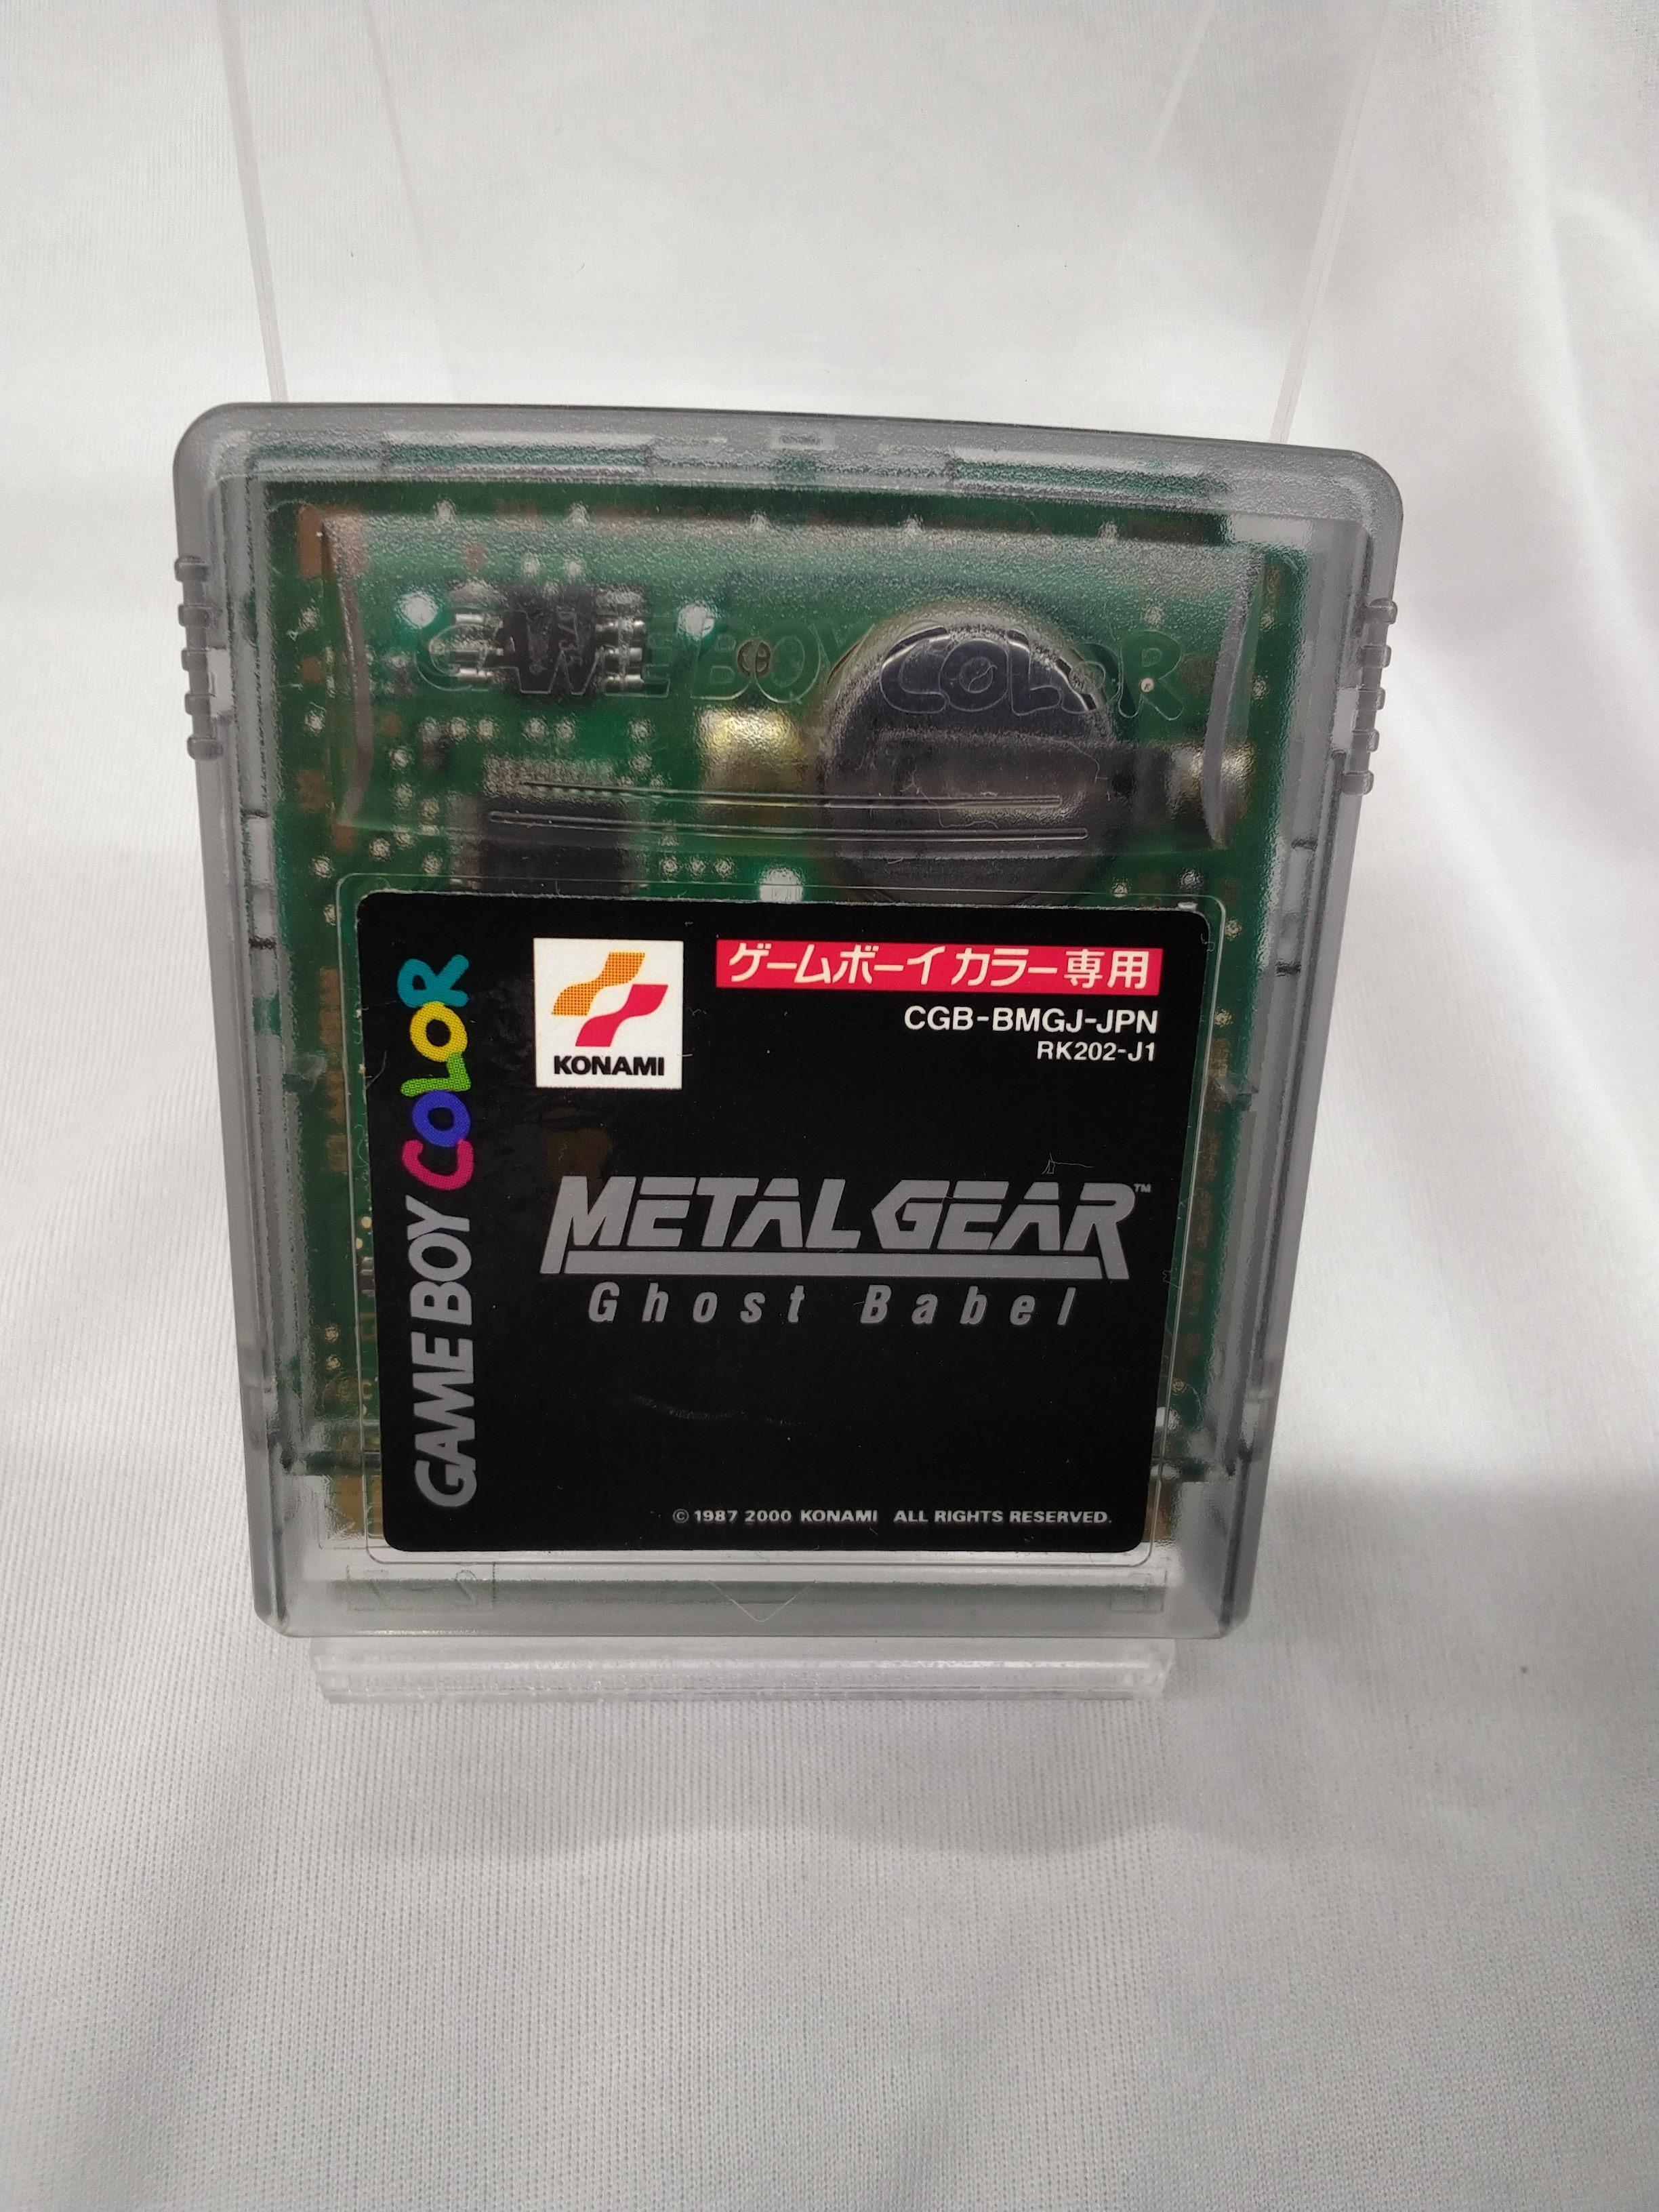 GAME BOY COLOR
GAME BOY COLOR
KONAMI
ゲームボーイカラー専用
CGB-BMGJ-JPN
RK202-J1
METAL GEAR™
Ghost Babel
© 1987 2000 KONAMI ALL RIGHTS RESERVED.